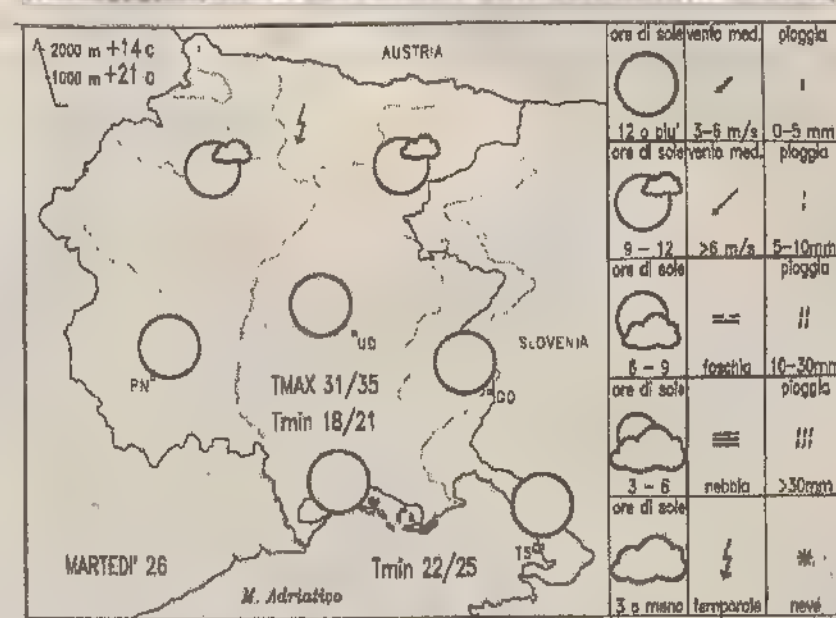 2000 m +14 c
1000 m +21 c
AUSTRIA
SLOVENIA
UD
PN
GO
TMAX 31/35
Tmin 18/21
TS
MARTEDI' 26
Tmin 22/25
M. Adriatico
ore di sole vento med. pioggia
12 o piu' 3-6 m/s 0-5 mm
ore di sole vento med. pioggia
9 - 12 >6 m/s 5-10mm
ore di sole pioggia
6 - 9 foschia 10-30mm
ore di sole pioggia
3 - 6 nebbia >30mm
ore di sole
3 o meno temporale neve